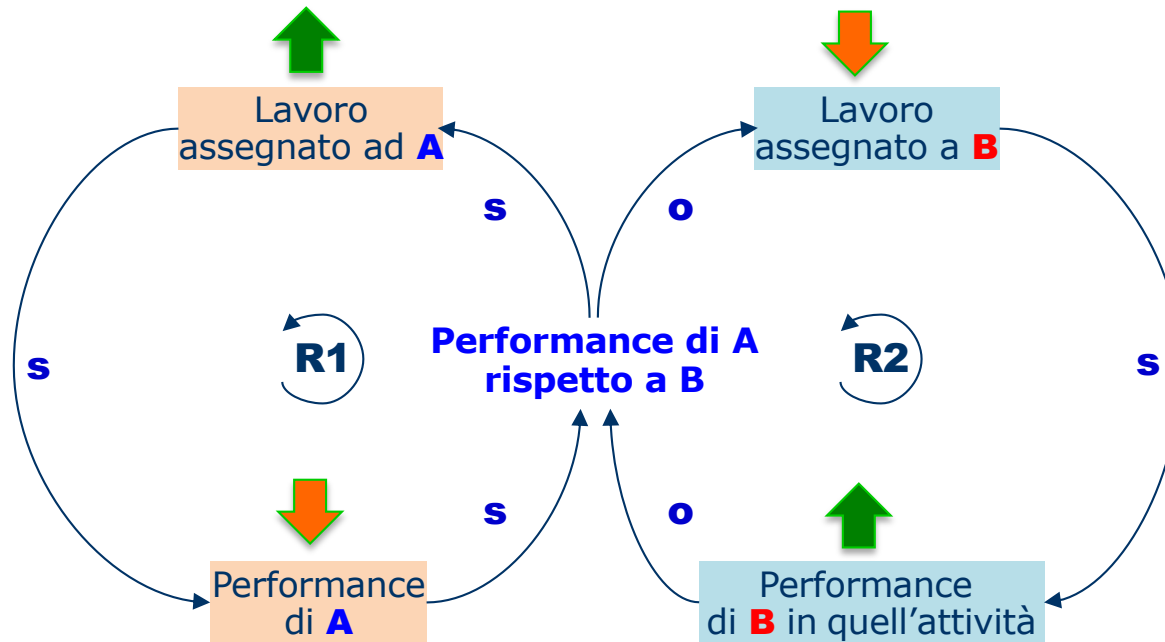 Lavoro
assegnato ad A
Lavoro
assegnato a B
s
o
s
R1
Performance di A
rispetto a B
R2
s
s
o
Performance
di A
Performance
di B in quell’attività